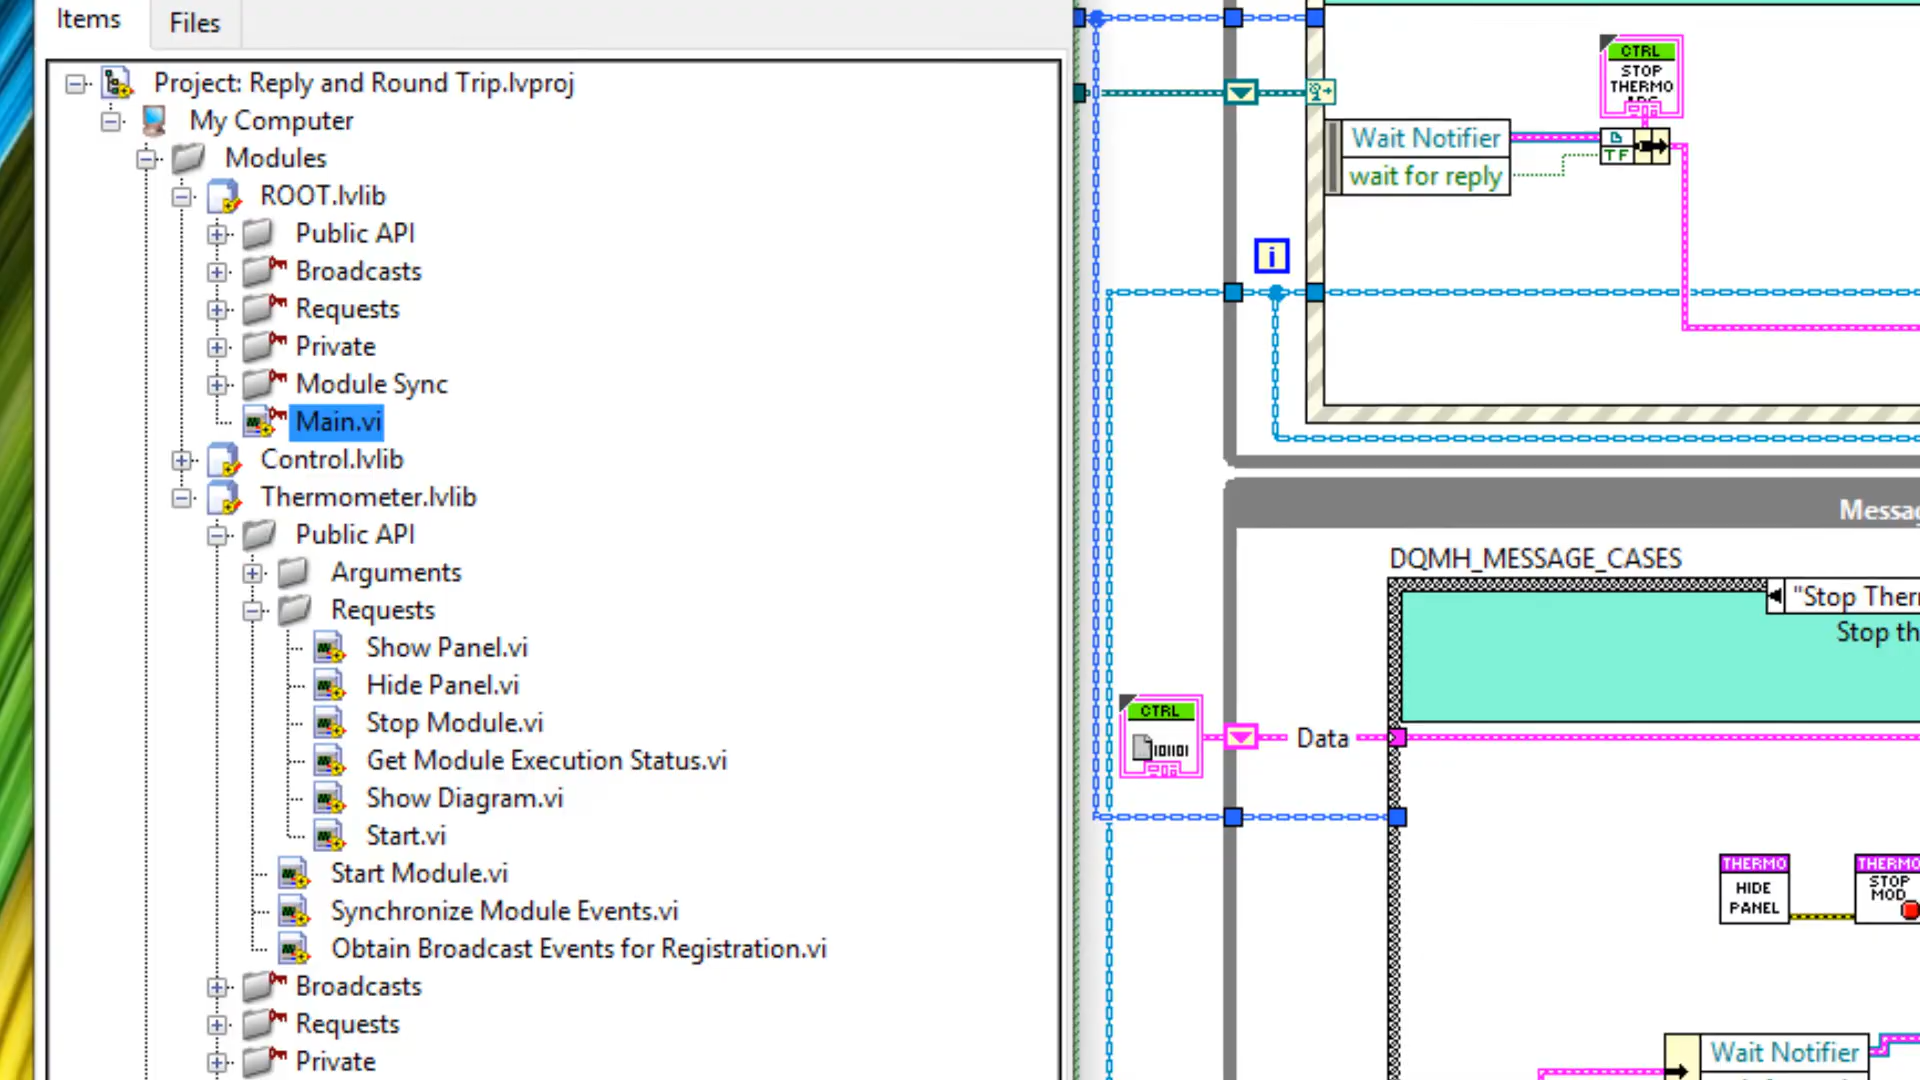 Items
Files
Project: Reply and Round Trip.lvproj
My Computer
Modules
ROOT.lvlib
Public API
Broadcasts
Requests
Private
Module Sync
Main.vi
Control.lvlib
Thermometer.lvlib
Public API
Arguments
Requests
Show Panel.vi
Hide Panel.vi
Stop Module.vi
Get Module Execution Status.vi
Show Diagram.vi
Start.vi
Start Module.vi
Synchronize Module Events.vi
Obtain Broadcast Events for Registration.vi
Broadcasts
Requests
Private
CTRL
STOP
THERMO
Wait Notifier
wait for reply
TF
i
Messag
DQMH_MESSAGE_CASES
"Stop Ther
Stop th
CTRL
Data
THERMO
HIDE
PANEL
THERMO
STOP
MOD
Wait Notifier